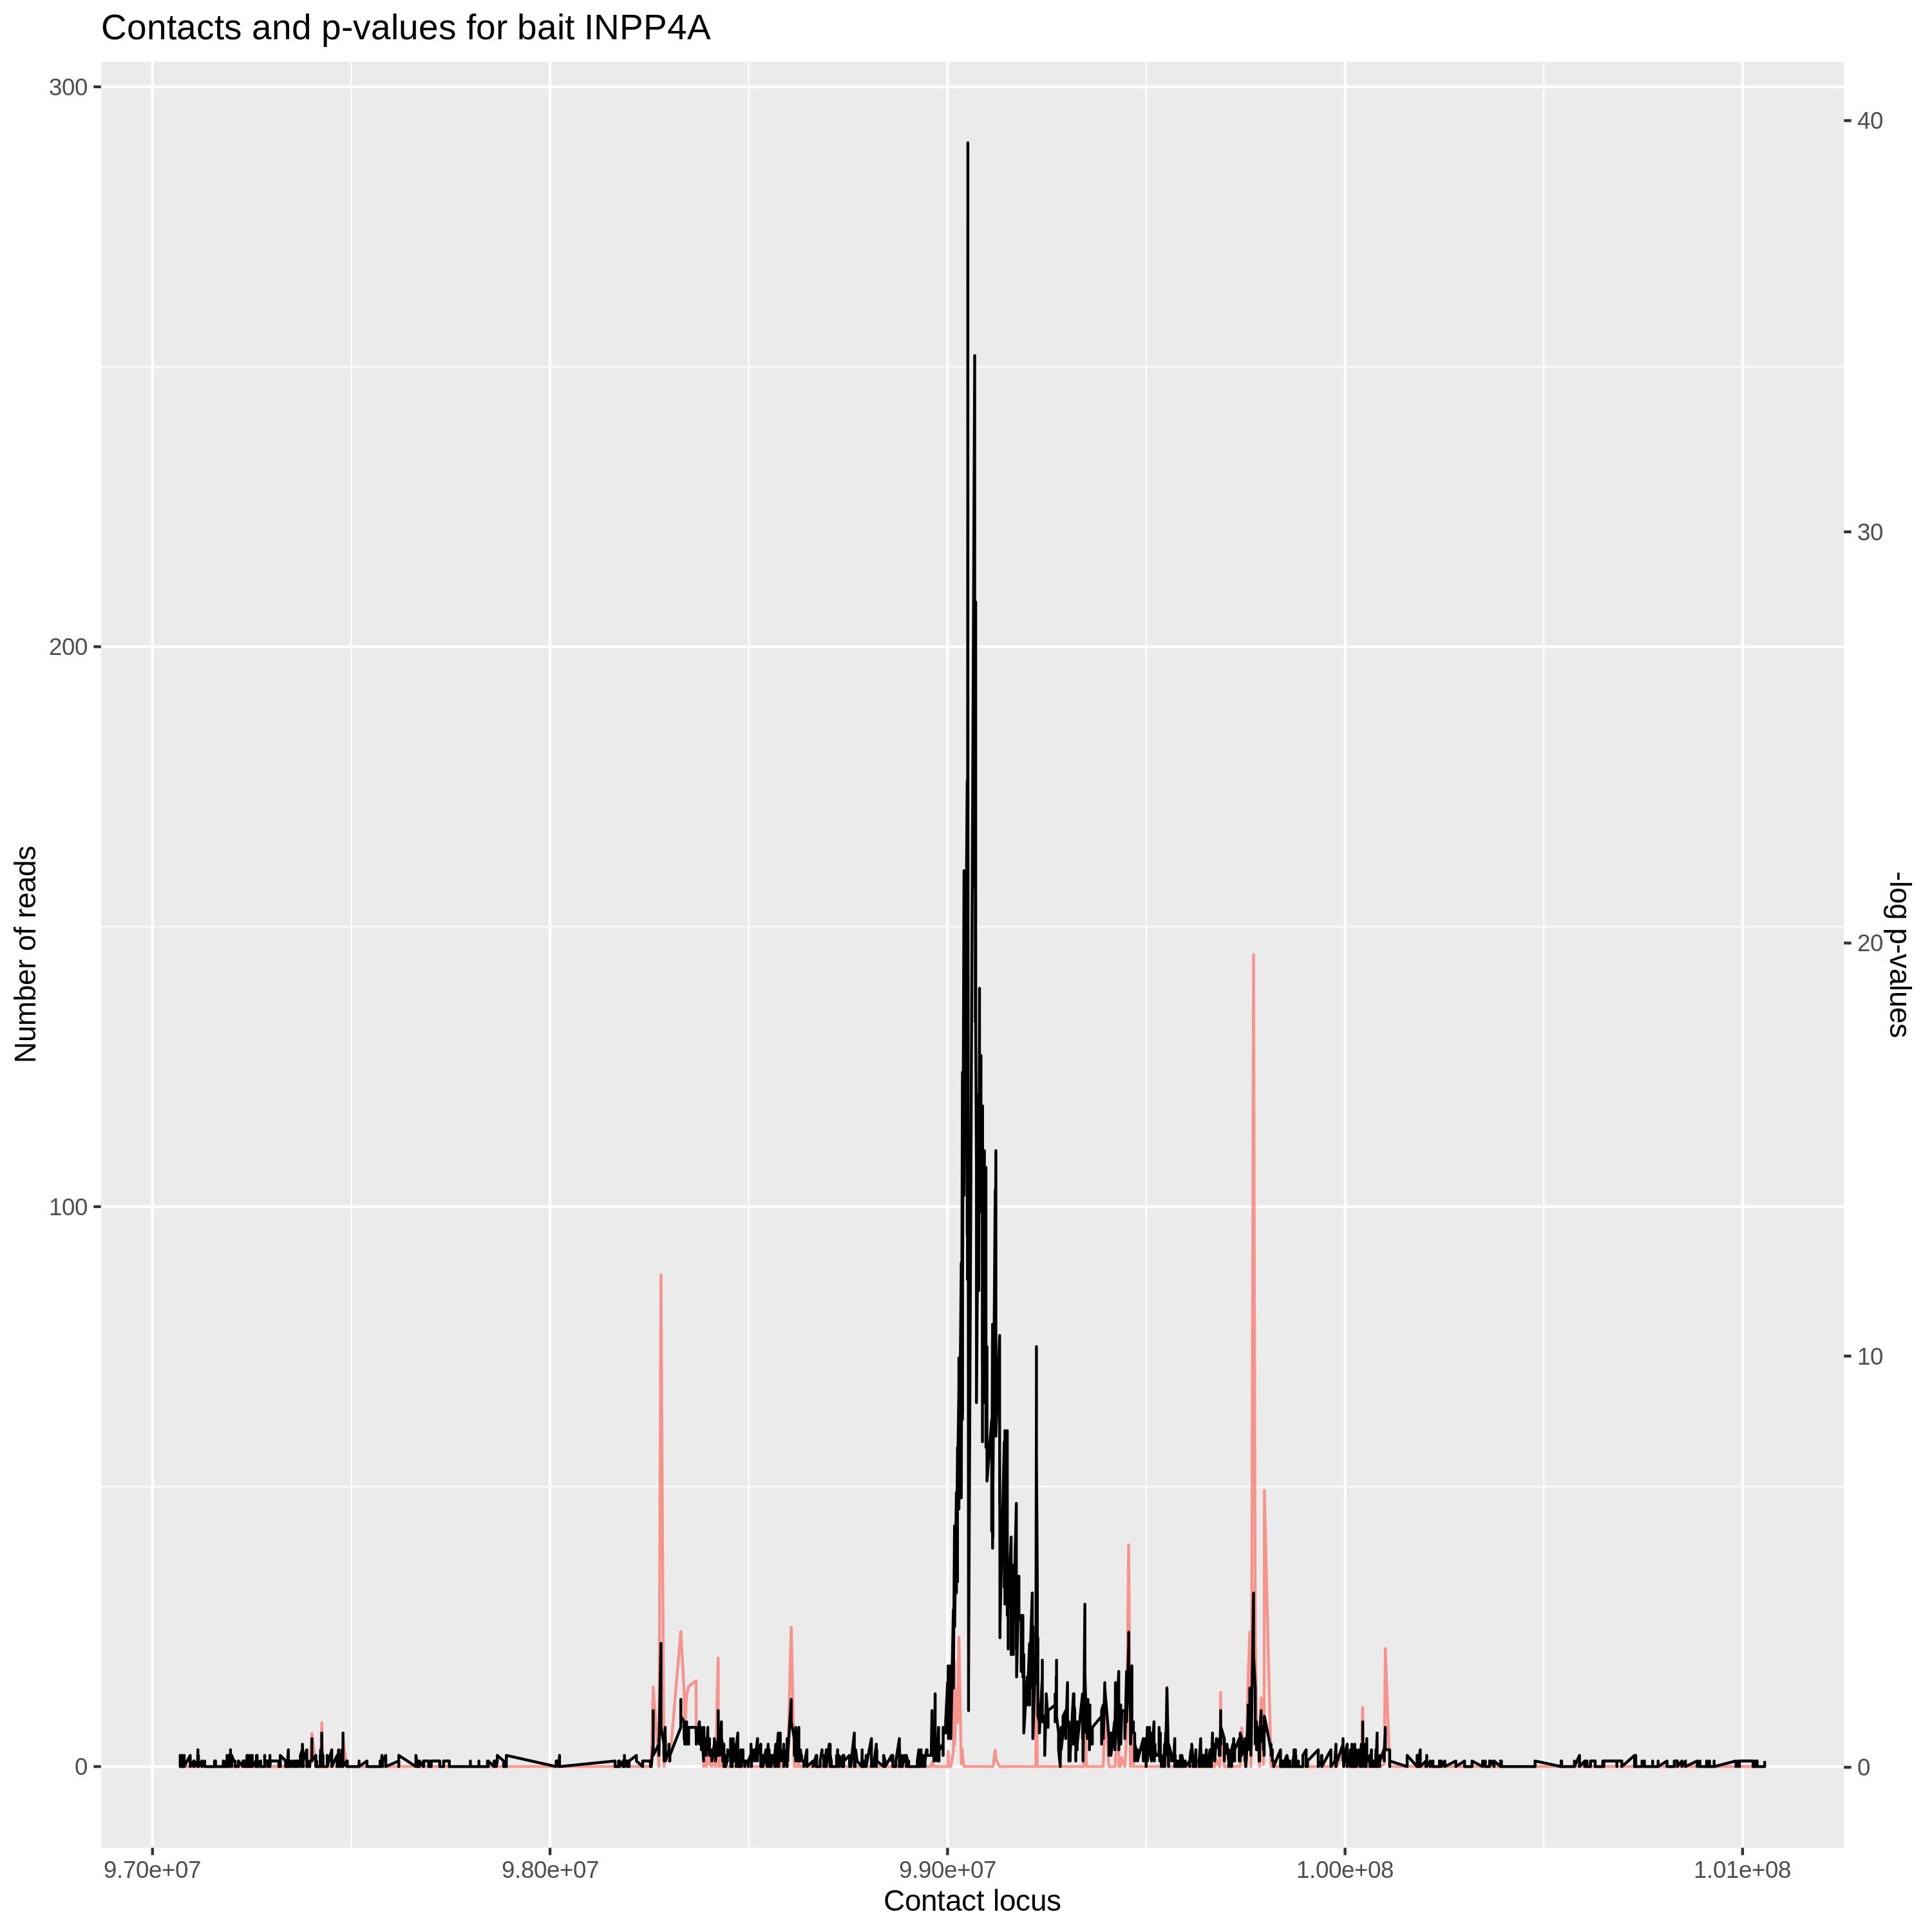 Contacts and p-values for bait INPP4A
300
200
100
0
Number of reads
40
30
20
10
0
-log p-values
9.70e+07 9.80e+07 9.90e+07 1.00e+08 1.01e+08
Contact locus